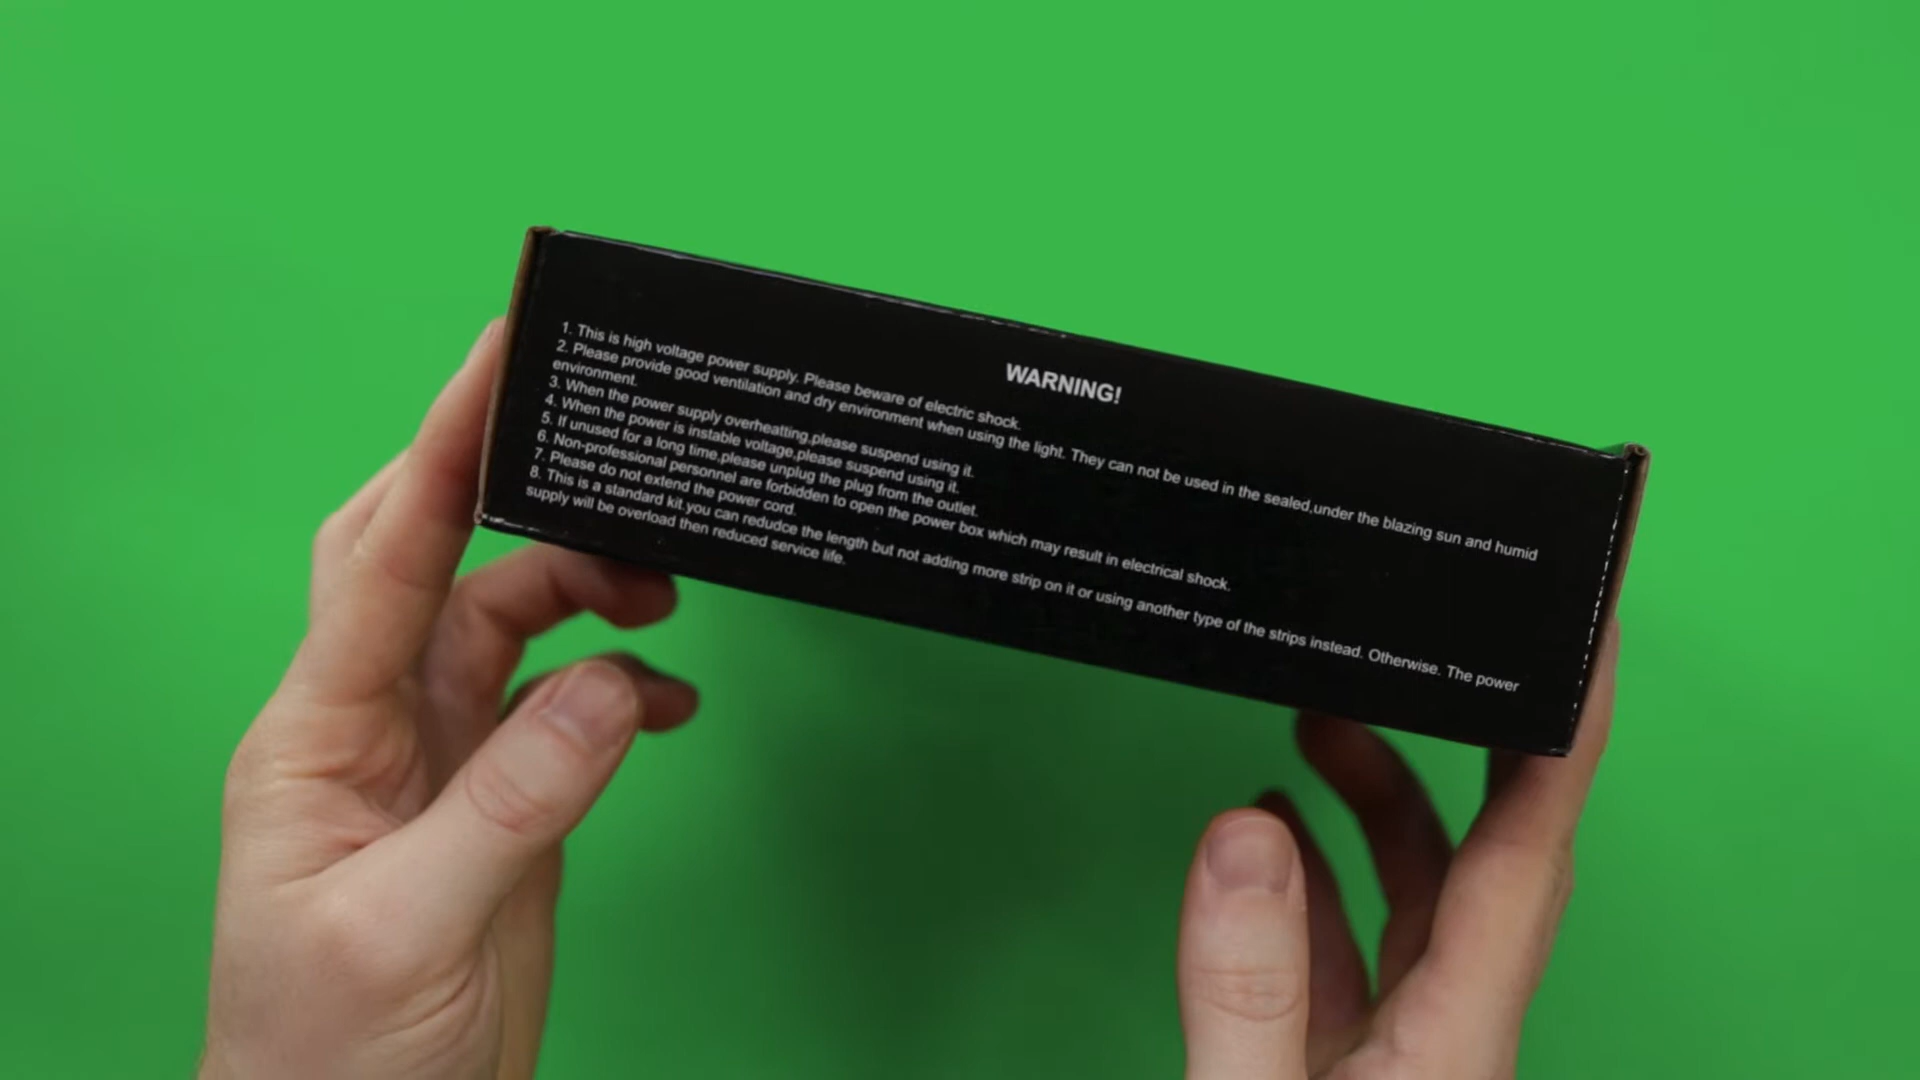 WARNING!
1. This is high voltage power supply. Please beware of electric shock.
2. Please provide good ventilation and dry environment when using the light. They can not be used in the sealed,under the blazing sun and humid
environment.
3. When the power supply overheatting,please suspend using it.
4. When the power is instable voltage,please suspend using it.
5. If unused for a long time,please unplug the plug from the outlet.
6. Non-professional personnel are forbidden to open the power box which may result in electrical shock.
7. Please do not extend the power cord.
8. This is a standard kit,you can redudce the length but not adding more strip on it or using another type of the strips instead. Otherwise. The power
supply will be overload then reduced service life.